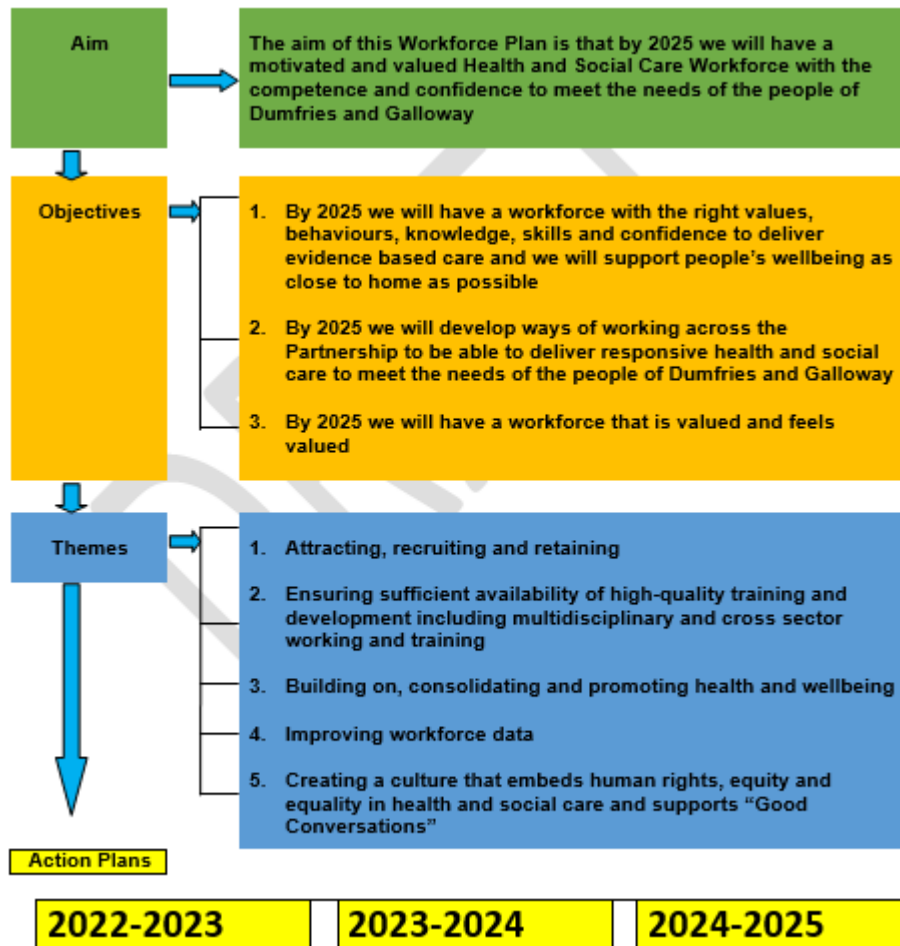 Aim
The aim of this Workforce Plan is that by 2025 we will have a
motivated and valued Health and Social Care Workforce with the
competence and confidence to meet the needs of the people of
Dumfries and Galloway
Objectives
1. By 2025 we will have a workforce with the right values,
behaviours, knowledge, skills and confidence to deliver
evidence based care and we will support people's wellbeing as
close to home as possible
2. By 2025 we will develop ways of working across the
Partnership to be able to deliver responsive health and social
care to meet the needs of the people of Dumfries and Galloway
3. By 2025 we will have a workforce that is valued and feels
valued
Themes
1. Attracting, recruiting and retaining
2. Ensuring sufficient availability of high-quality training and
development including multidisciplinary and cross sector
working and training
3. Building on, consolidating and promoting health and wellbeing
4. Improving workforce data
5. Creating a culture that embeds human rights, equity and
equality in health and social care and supports “Good
Conversations”
Action Plans
2022-2023
2023-2024
2024-2025